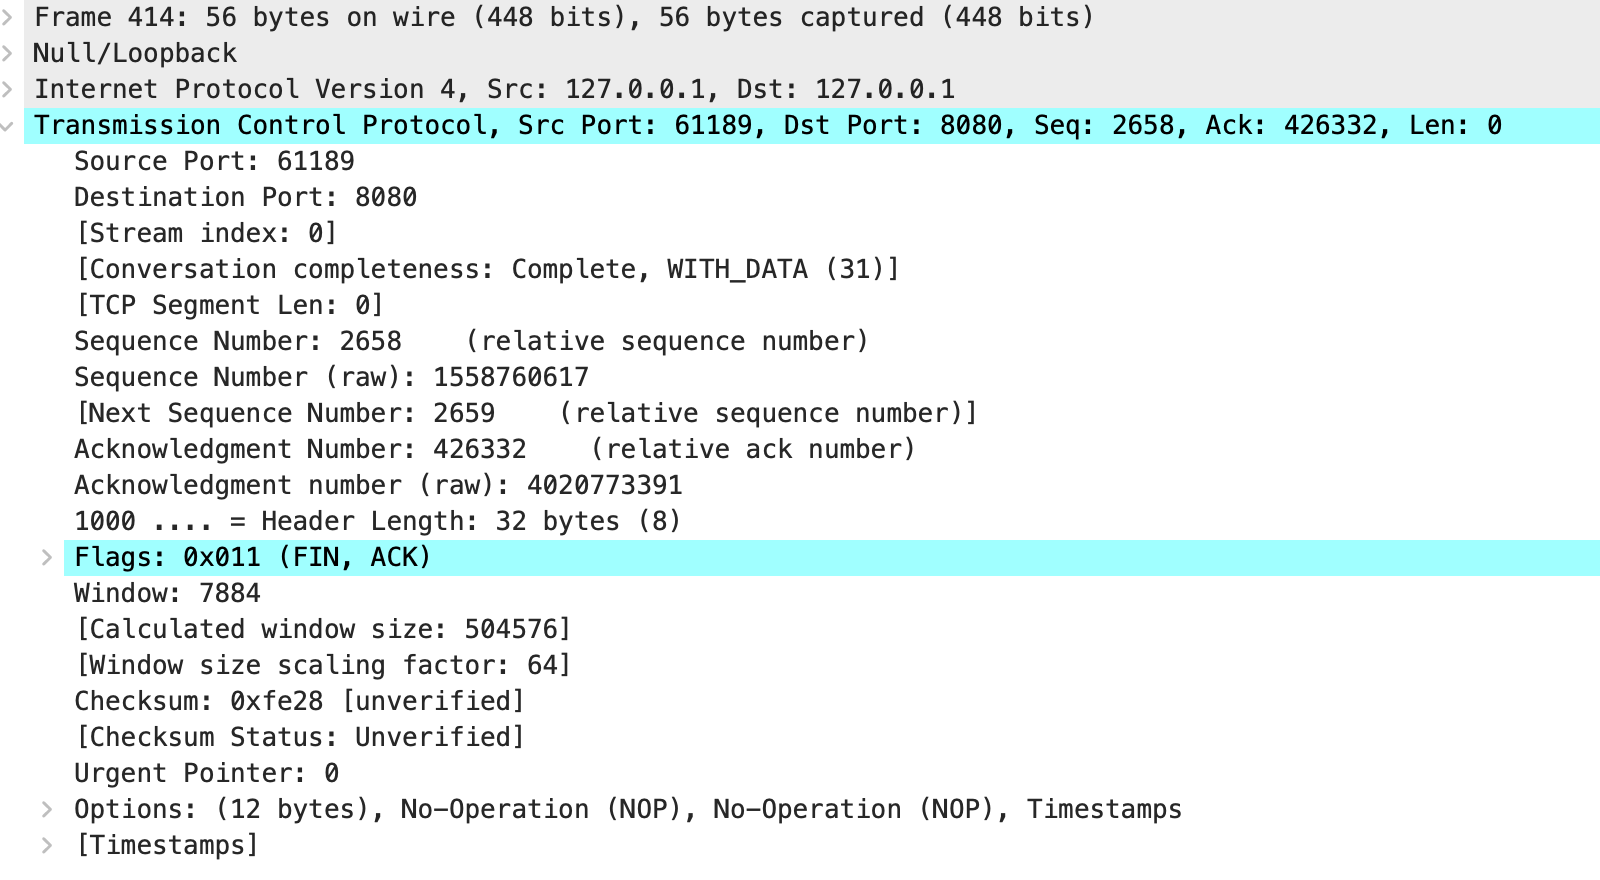 Frame 414: 56 bytes on wire (448 bits), 56 bytes captured (448 bits)
Null/Loopback
Internet Protocol Version 4, Src: 127.0.0.1, Dst: 127.0.0.1
Transmission Control Protocol, Src Port: 61189, Dst Port: 8080, Seq: 2658, Ack: 426332, Len: 0
Source Port: 61189
Destination Port: 8080
[Stream index: 0]
[Conversation completeness: Complete, WITH_DATA (31)]
[TCP Segment Len: 0]
Sequence Number: 2658    (relative sequence number)
Sequence Number (raw): 1558760617
[Next Sequence Number: 2659    (relative sequence number)]
Acknowledgment Number: 426332    (relative ack number)
Acknowledgment number (raw): 4020773391
1000 .... = Header Length: 32 bytes (8)
Flags: 0x011 (FIN, ACK)
Window: 7884
[Calculated window size: 504576]
[Window size scaling factor: 64]
Checksum: 0xfe28 [unverified]
[Checksum Status: Unverified]
Urgent Pointer: 0
Options: (12 bytes), No-Operation (NOP), No-Operation (NOP), Timestamps
[Timestamps]